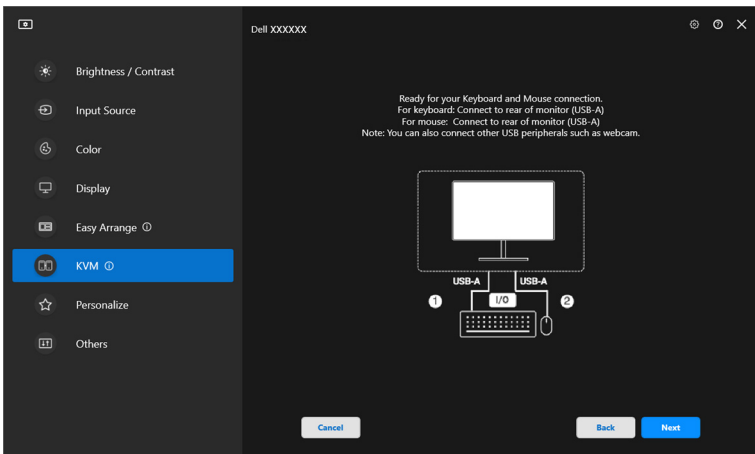 Dell XXXXXX
Brightness / Contrast
Input Source
Color
Display
Easy Arrange
KVM
Personalize
Others
Ready for your Keyboard and Mouse connection.
For keyboard: Connect to rear of monitor (USB-A)
For mouse: Connect to rear of monitor (USB-A)
Note: You can also connect other USB peripherals such as webcam.
USB-A USB-A
1 I/O 2
Cancel Back Next